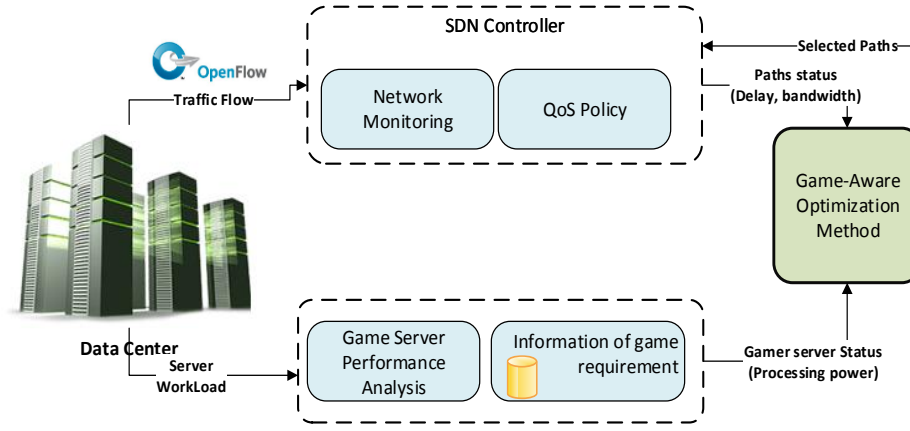 SDN Controller
OpenFlow
Traffic Flow
Network
Monitoring
QoS Policy
Selected Paths
Paths status
(Delay, bandwidth)
Game-Aware
Optimization
Method
Data Center
Server
WorkLoad
Game Server
Performance
Analysis
Information of game
requirement
Gamer server Status
(Processing power)